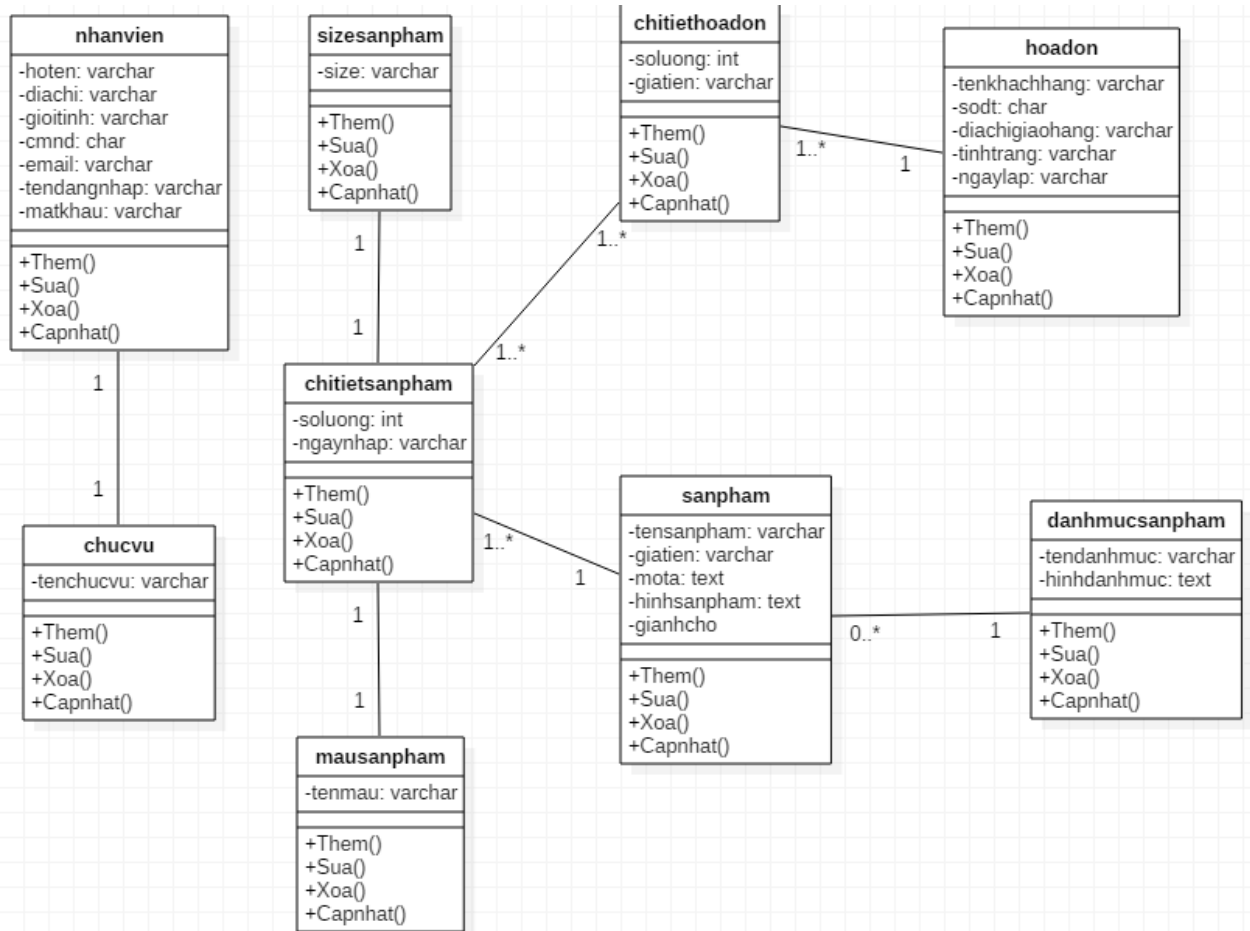 nhanvien
-hoten: varchar
-diachi: varchar
-gioitinh: varchar
-cmnd: char
-email: varchar
-tendangnhap: varchar
-matkhau: varchar
+Them()
+Sua()
+Xoa()
+Capnhat()
1
1
chucvu
-tenchucvu: varchar
+Them()
+Sua()
+Xoa()
+Capnhat()
sizesanpham
-size: varchar
+Them()
+Sua()
+Xoa()
+Capnhat()
1
1
chitietsanpham
-soluong: int
-ngaynhap: varchar
+Them()
+Sua()
+Xoa()
+Capnhat()
1
1
mausanpham
-tenmau: varchar
+Them()
+Sua()
+Xoa()
+Capnhat()
chitiethoadon
-soluong: int
-giatien: varchar
+Them()
+Sua()
+Xoa()
+Capnhat()
1..*
1
1..*
1..*
hoadon
-tenkhachhang: varchar
-sodt: char
-diachigiaohang: varchar
-tinhtrang: varchar
-ngaylap: varchar
+Them()
+Sua()
+Xoa()
+Capnhat()
1..*
1
sanpham
-tensanpham: varchar
-giatien: varchar
-mota: text
-hinhsanpham: text
-gianhcho
+Them()
+Sua()
+Xoa()
+Capnhat()
0..*
1
danhmucsanpham
-tendanhmuc: varchar
-hinhdanhmuc: text
+Them()
+Sua()
+Xoa()
+Capnhat()